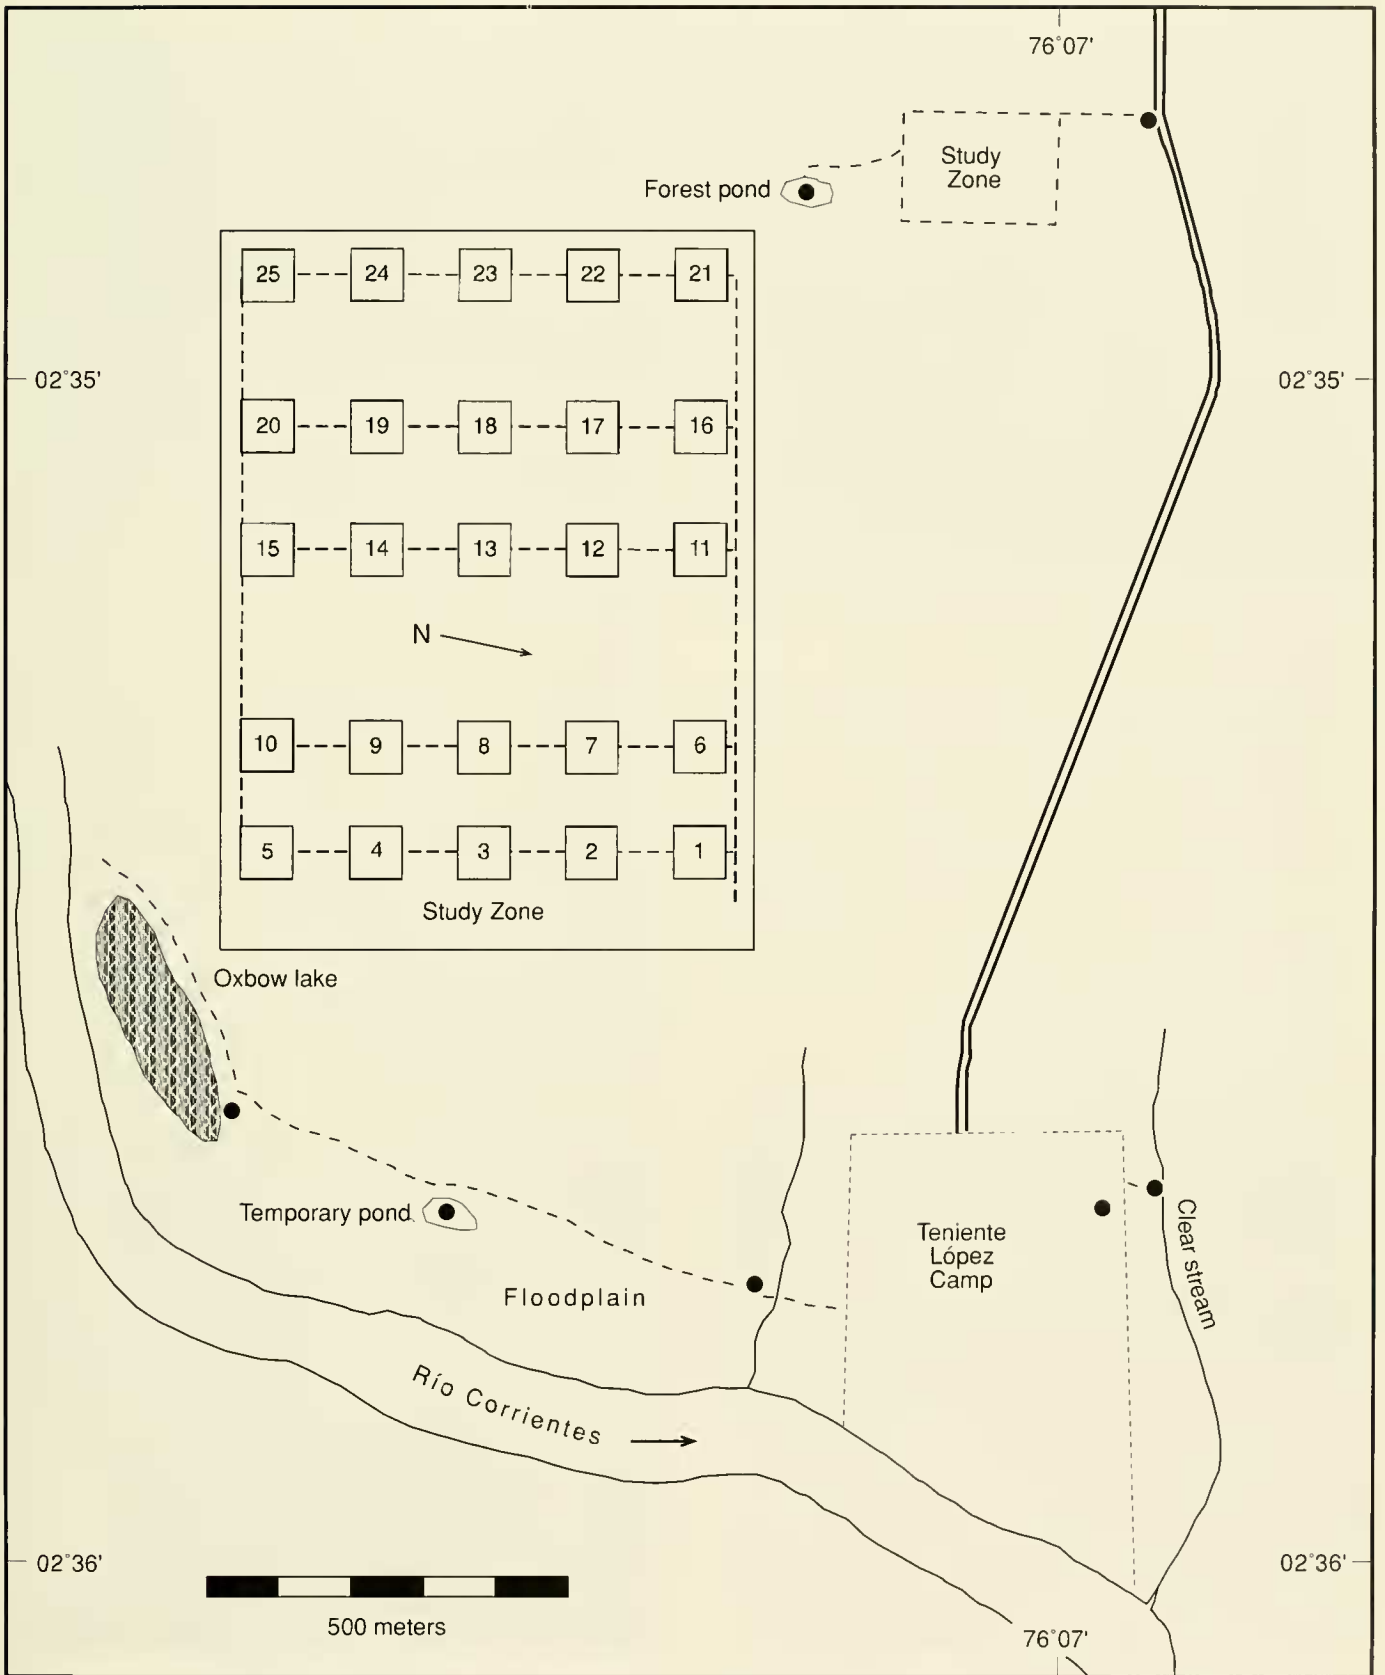 76°07'
Study
Zone
Forest pond
25 24 23 22 21
02°35' 02°35'
20 19 18 17 16
15 14 13 12 11
N
10 9 8 7 6
5 4 3 2 1
Study Zone
Oxbow lake
Temporary pond
Teniente
López
Camp
Clear stream
Floodplain
Río Corrientes
02°36' 02°36'
500 meters
76°07'